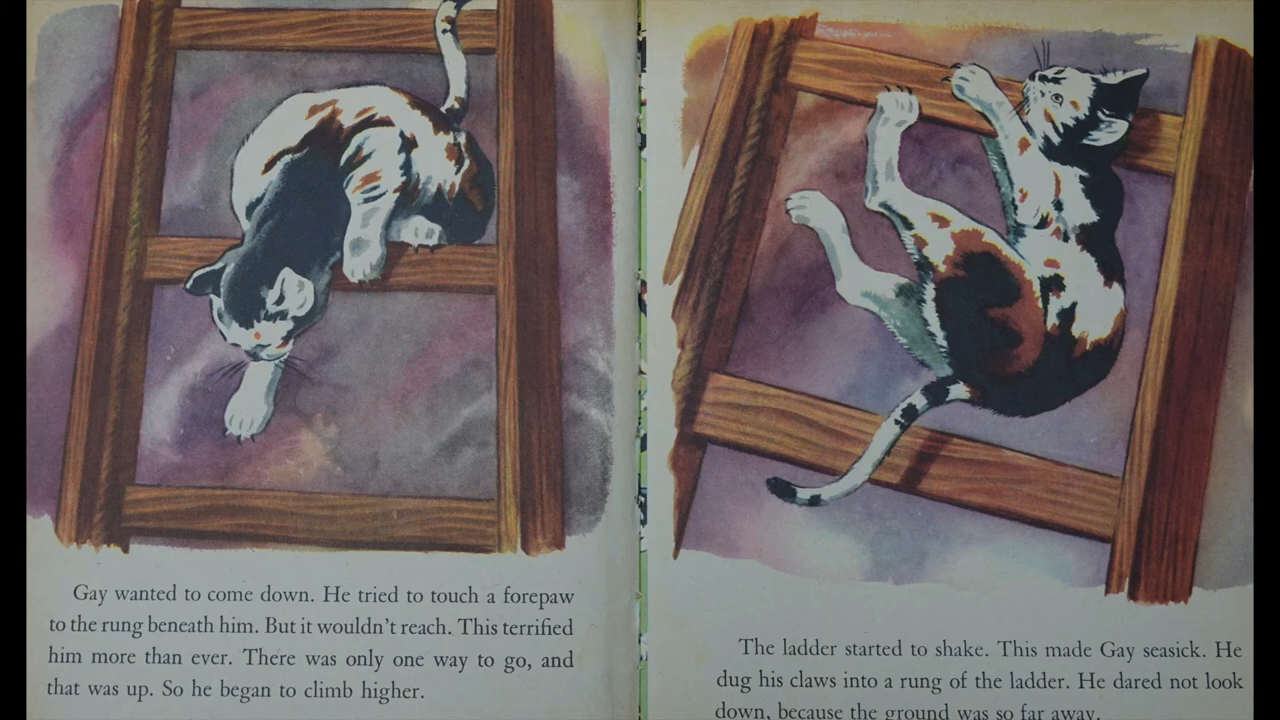 Gay wanted to come down. He tried to touch a forepaw
to the rung beneath him. But it wouldn't reach. This terrified
him more than ever. There was only one way to go, and
that was up. So he began to climb higher.
The ladder started to shake. This made Gay seasick. He
dug his claws into a rung of the ladder. He dared not look
down, because the ground was so far away.